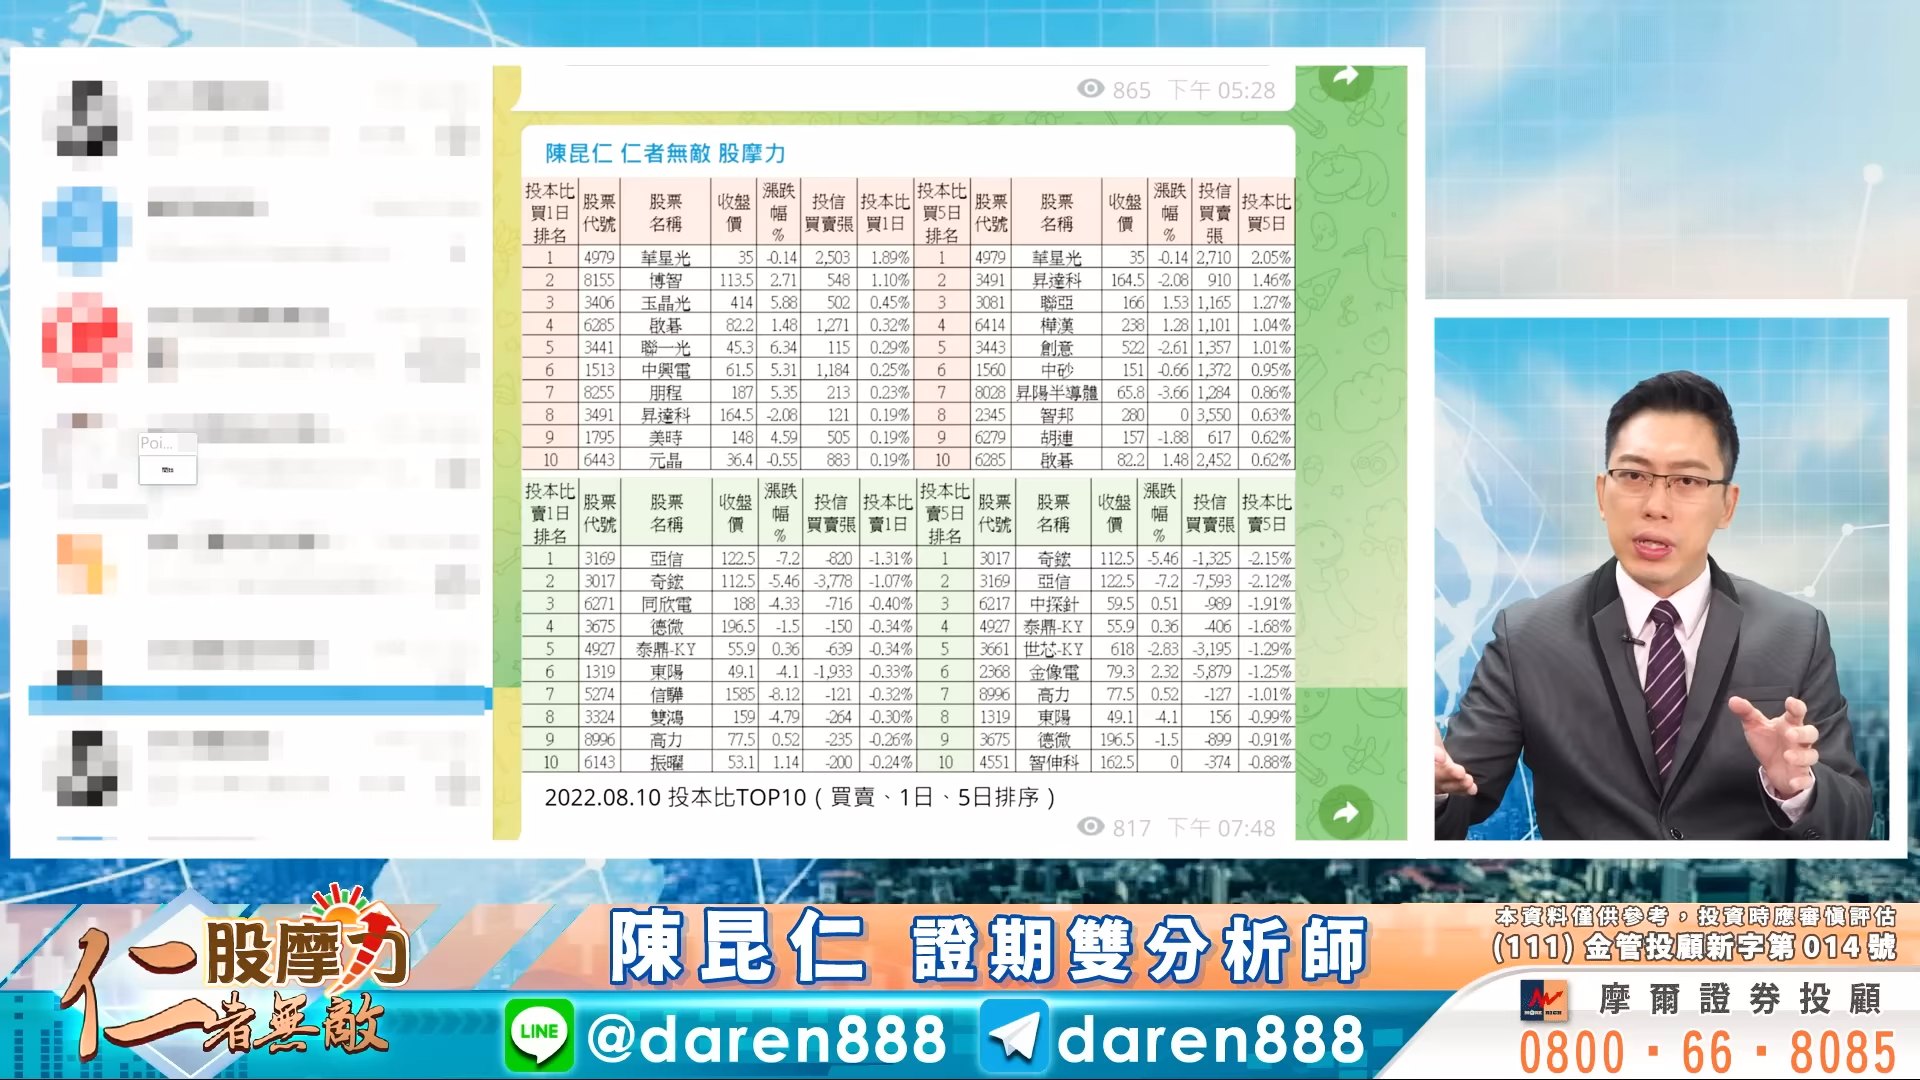 865 下午 05:28
陳昆仁 仁者無敵 股摩力
投本比買1日排名 股票代號 股票名稱 收盤價 漲跌幅% 投信買賣張 投本比買1日 投本比買5日排名 股票代號 股票名稱 收盤價 漲跌幅% 投信買賣張 投本比買5日
1 4979 華星光 35 -0.14 2,503 1.89% 1 4979 華星光 35 -0.14 2,710 2.05%
2 8155 博智 113.5 2.71 548 1.10% 2 3491 昇達科 164.5 -2.08 910 1.46%
3 3406 玉晶光 414 5.88 502 0.45% 3 3081 聯亞 166 1.53 1,165 1.27%
4 6285 啟碁 82.2 1.48 1,271 0.32% 4 6414 樺漢 238 1.28 1,101 1.04%
5 3441 聯一光 45.3 6.34 115 0.29% 5 3443 創意 522 -2.61 1,357 1.01%
6 1513 中興電 61.5 5.31 1,184 0.25% 6 1560 中砂 151 -0.66 1,372 0.95%
7 8255 朋程 187 5.35 213 0.23% 7 8028 昇陽半導體 65.8 -3.66 1,284 0.86%
8 3491 昇達科 164.5 -2.08 121 0.19% 8 2345 智邦 280 0 3,550 0.63%
9 1795 美時 148 4.59 505 0.19% 9 6279 胡連 157 -1.88 617 0.62%
10 6443 元晶 36.4 -0.55 883 0.19% 10 6285 啟碁 82.2 1.48 2,452 0.62%
投本比賣1日排名 股票代號 股票名稱 收盤價 漲跌幅% 投信買賣張 投本比賣1日 投本比賣5日排名 股票代號 股票名稱 收盤價 漲跌幅% 投信買賣張 投本比賣5日
1 3169 亞信 122.5 -7.2 -820 -1.31% 1 3017 奇鋐 112.5 -5.46 -1,325 -2.15%
2 3017 奇鋐 112.5 -5.46 -3,778 -1.07% 2 3169 亞信 122.5 -7.2 -7,593 -2.12%
3 6271 同欣電 188 -4.33 -716 -0.40% 3 6217 中探針 59.5 0.51 -989 -1.91%
4 3675 德微 196.5 -1.5 -150 -0.34% 4 4927 泰鼎-KY 55.9 0.36 -406 -1.68%
5 4927 泰鼎-KY 55.9 0.36 -639 -0.34% 5 3661 世芯-KY 618 -2.83 -3,195 -1.29%
6 1319 東陽 49.1 -4.1 -1,933 -0.33% 6 2368 金像電 79.3 2.32 -5,879 -1.25%
7 5274 信驊 1585 -8.12 -121 -0.32% 7 8996 高力 77.5 0.52 -127 -1.01%
8 3324 雙鴻 159 -4.79 -264 -0.30% 8 1319 東陽 49.1 -4.1 156 -0.99%
9 8996 高力 77.5 0.52 -235 -0.26% 9 3675 德微 196.5 -1.5 -899 -0.91%
10 6143 振曜 53.1 1.14 -200 -0.24% 10 4551 智伸科 162.5 0 -374 -0.88%
2022.08.10 投本比TOP10（買賣、1日、5日排序）
817 下午 07:48
Poi...
股摩力
仁者無敵
陳昆仁 證期雙分析師
LINE @daren888 daren888
本資料僅供參考，投資時應審慎評估
(111) 金管投顧新字第014號
摩爾證券投顧
0800・66・8085